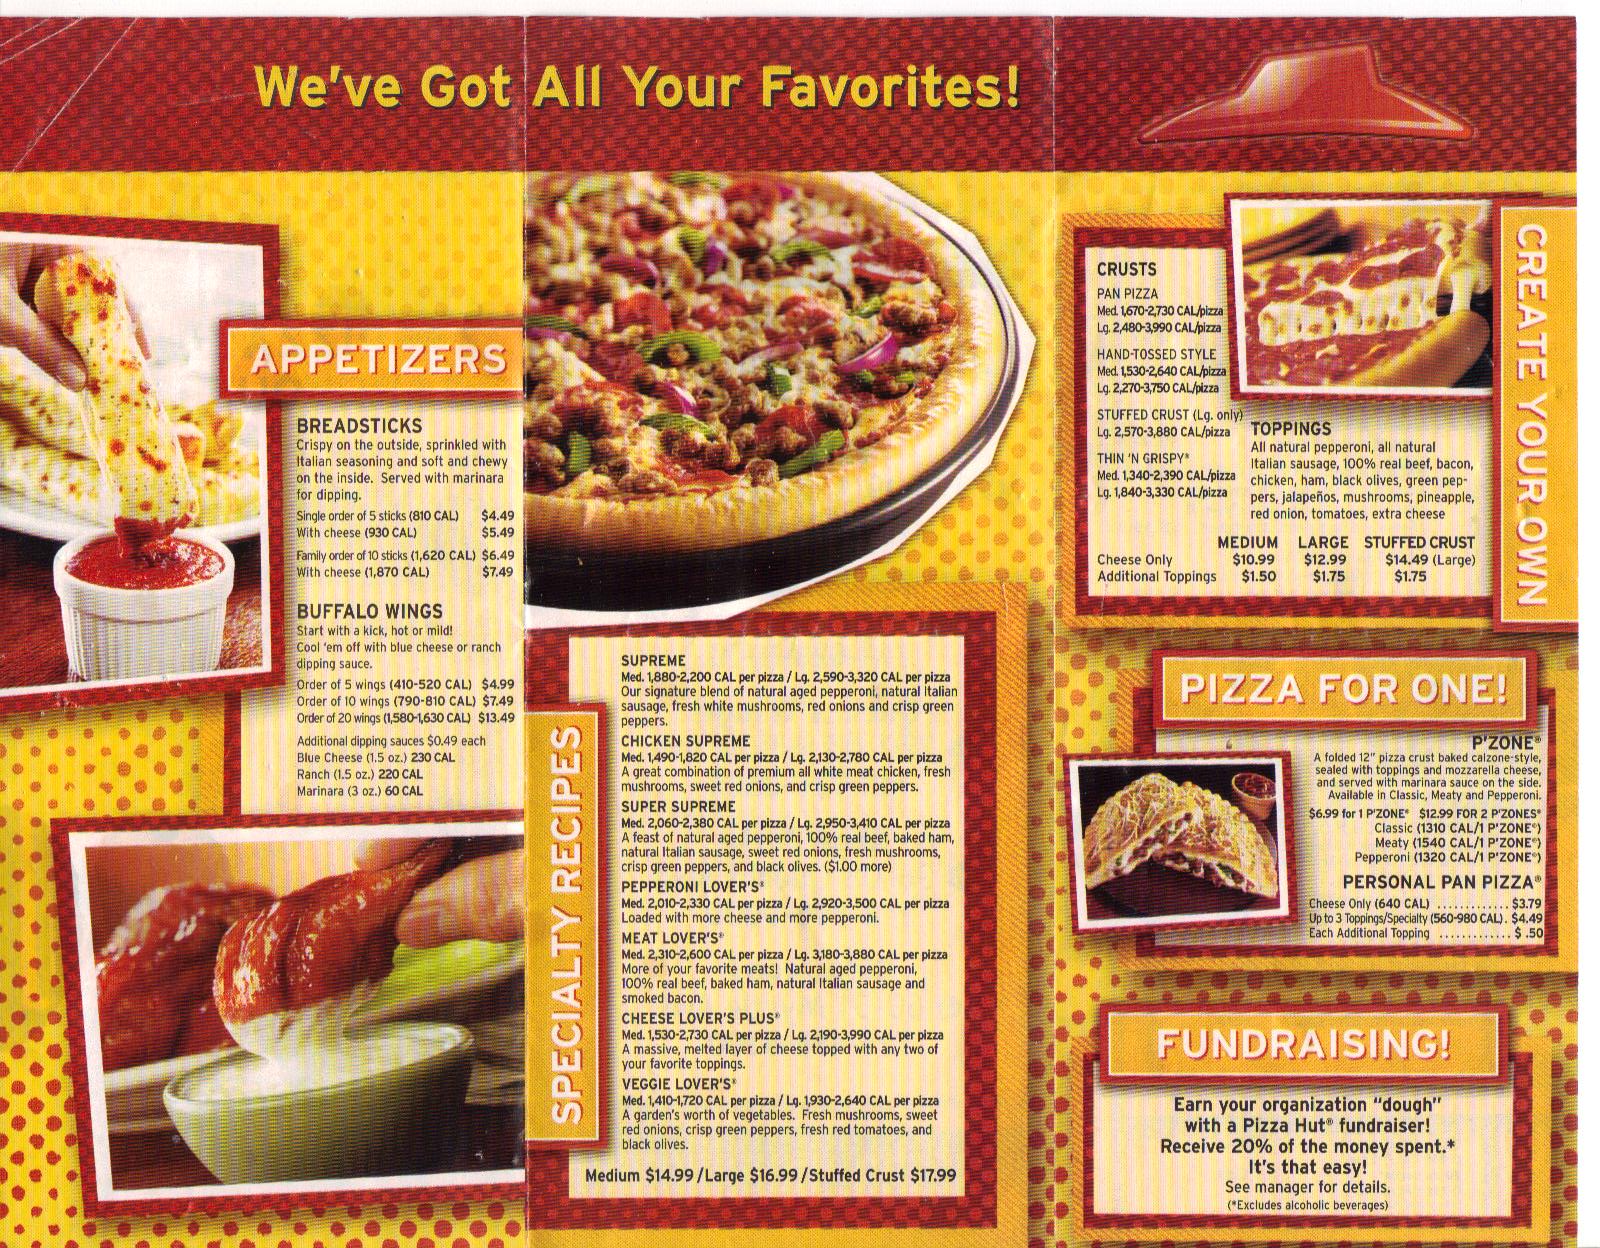 We've Got All Your Favorites!
APPETIZERS
BREADSTICKS
Crispy on the outside, sprinkled with
Italian seasoning and soft and chewy
on the inside. Served with marinara
for dipping.
Single order of 5 sticks (810 CAL) $4.49
With cheese (930 CAL) $5.49
Family order of 10 sticks (1,620 CAL) $6.49
With cheese (1,870 CAL) $7.49
BUFFALO WINGS
Start with a kick, hot or mild!
Cool 'em off with blue cheese or ranch
dipping sauce.
Order of 5 wings (410-520 CAL) $4.99
Order of 10 wings (790-810 CAL) $7.49
Order of 20 wings (1,580-1,630 CAL) $13.49
Additional dipping sauces $0.49 each
Blue Cheese (1.5 oz.) 230 CAL
Ranch (1.5 oz.) 220 CAL
Marinara (3 oz.) 60 CAL
SPECIALTY RECIPES
SUPREME
Med. 1,880-2,200 CAL per pizza / Lg. 2,590-3,320 CAL per pizza
Our signature blend of natural aged pepperoni, natural Italian
sausage, fresh white mushrooms, red onions and crisp green
peppers.
CHICKEN SUPREME
Med. 1,490-1,820 CAL per pizza / Lg. 2,130-2,780 CAL per pizza
A great combination of premium all white meat chicken, fresh
mushrooms, sweet red onions, and crisp green peppers.
SUPER SUPREME
Med. 2,060-2,380 CAL per pizza / Lg. 2,950-3,410 CAL per pizza
A feast of natural aged pepperoni, 100% real beef, baked ham,
natural Italian sausage, sweet red onions, fresh mushrooms,
crisp green peppers, and black olives. ($1.00 more)
PEPPERONI LOVER'S®
Med. 2,010-2,330 CAL per pizza / Lg. 2,920-3,500 CAL per pizza
Loaded with more cheese and more pepperoni.
MEAT LOVER'S®
Med. 2,310-2,600 CAL per pizza / Lg. 3,180-3,880 CAL per pizza
More of your favorite meats! Natural aged pepperoni,
100% real beef, baked ham, natural Italian sausage and
smoked bacon.
CHEESE LOVER'S PLUS®
Med. 1,530-2,730 CAL per pizza / Lg. 2,190-3,990 CAL per pizza
A massive, melted layer of cheese topped with any two of
your favorite toppings.
VEGGIE LOVER'S®
Med. 1,410-1,720 CAL per pizza / Lg. 1,930-2,640 CAL per pizza
A garden's worth of vegetables. Fresh mushrooms, sweet
red onions, crisp green peppers, fresh red tomatoes, and
black olives.
Medium $14.99 / Large $16.99 / Stuffed Crust $17.99
CREATE YOUR OWN
CRUSTS
PAN PIZZA
Med. 1,670-2,730 CAL/pizza
Lg. 2,480-3,990 CAL/pizza
HAND-TOSSED STYLE
Med. 1,530-2,640 CAL/pizza
Lg. 2,270-3,750 CAL/pizza
STUFFED CRUST (Lg. only)
Lg. 2,570-3,880 CAL/pizza
THIN 'N CRISPY®
Med. 1,340-2,390 CAL/pizza
Lg. 1,840-3,330 CAL/pizza
TOPPINGS
All natural pepperoni, all natural
Italian sausage, 100% real beef, bacon,
chicken, ham, black olives, green pep-
pers, jalapeños, mushrooms, pineapple,
red onion, tomatoes, extra cheese
MEDIUM LARGE STUFFED CRUST
Cheese Only $10.99 $12.99 $14.49 (Large)
Additional Toppings $1.50 $1.75 $1.75
PIZZA FOR ONE!
P'ZONE®
A folded 12" pizza crust baked calzone-style,
sealed with toppings and mozzarella cheese,
and served with marinara sauce on the side.
Available in Classic, Meaty and Pepperoni.
$6.99 for 1 P'ZONE® $12.99 FOR 2 P'ZONES®
Classic (1310 CAL/1 P'ZONE®)
Meaty (1540 CAL/1 P'ZONE®)
Pepperoni (1320 CAL/1 P'ZONE®)
PERSONAL PAN PIZZA®
Cheese Only (640 CAL) ............ $3.79
Up to 3 Toppings/Specialty (560-980 CAL). $4.49
Each Additional Topping ............ $ .50
FUNDRAISING!
Earn your organization "dough"
with a Pizza Hut® fundraiser!
Receive 20% of the money spent.*
It's that easy!
See manager for details.
(*Excludes alcoholic beverages)